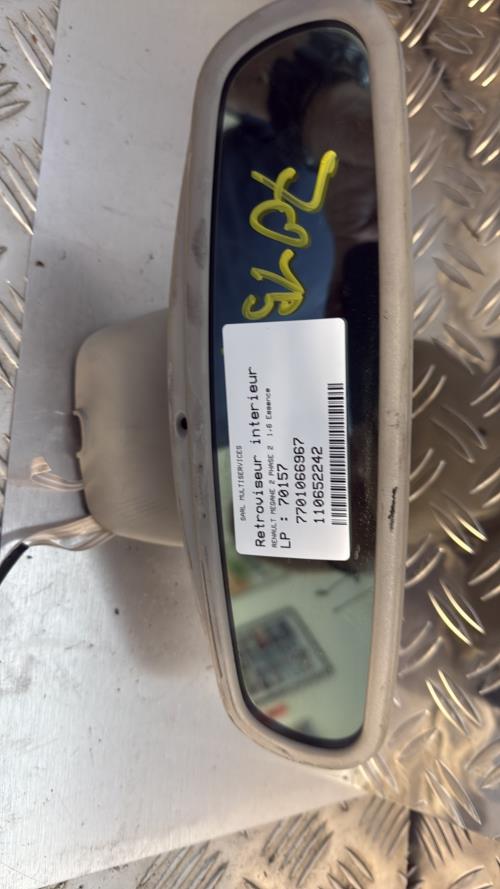 SARL MULTISERVICES
Retroviseur interieur
RENAULT MEGANE 2 PHASE 2 1.6 Essence
LP : 70157
7701066967
110652242